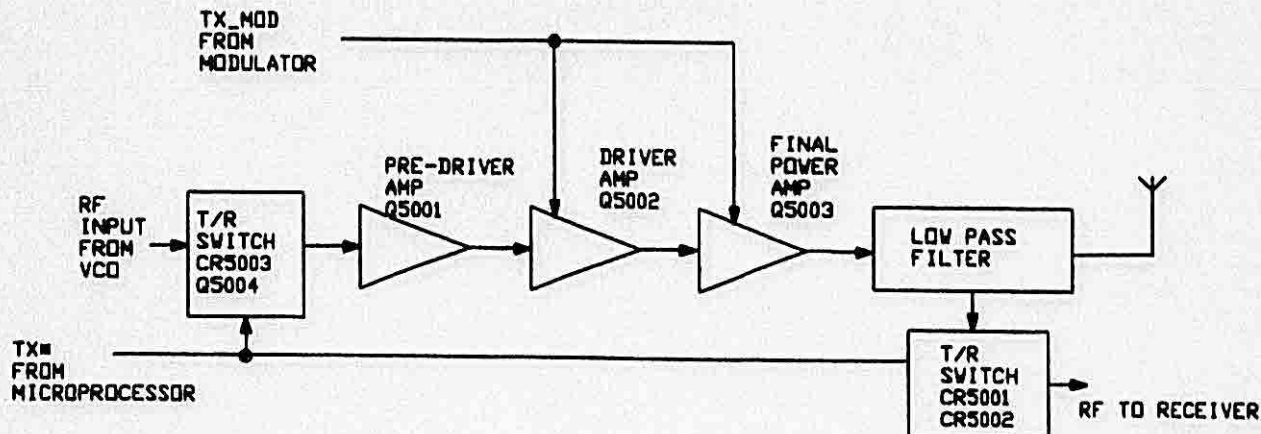 TX_MOD
FROM
MODULATOR
PRE-DRIVER
AMP
Q5001
DRIVER
AMP
Q5002
FINAL
POWER
AMP
Q5003
RF
INPUT
FROM
VCO
T/R
SWITCH
CR5003
Q5004
LOW PASS
FILTER
TX*
FROM
MICROPROCESSOR
T/R
SWITCH
CR5001
CR5002
RF TO RECEIVER